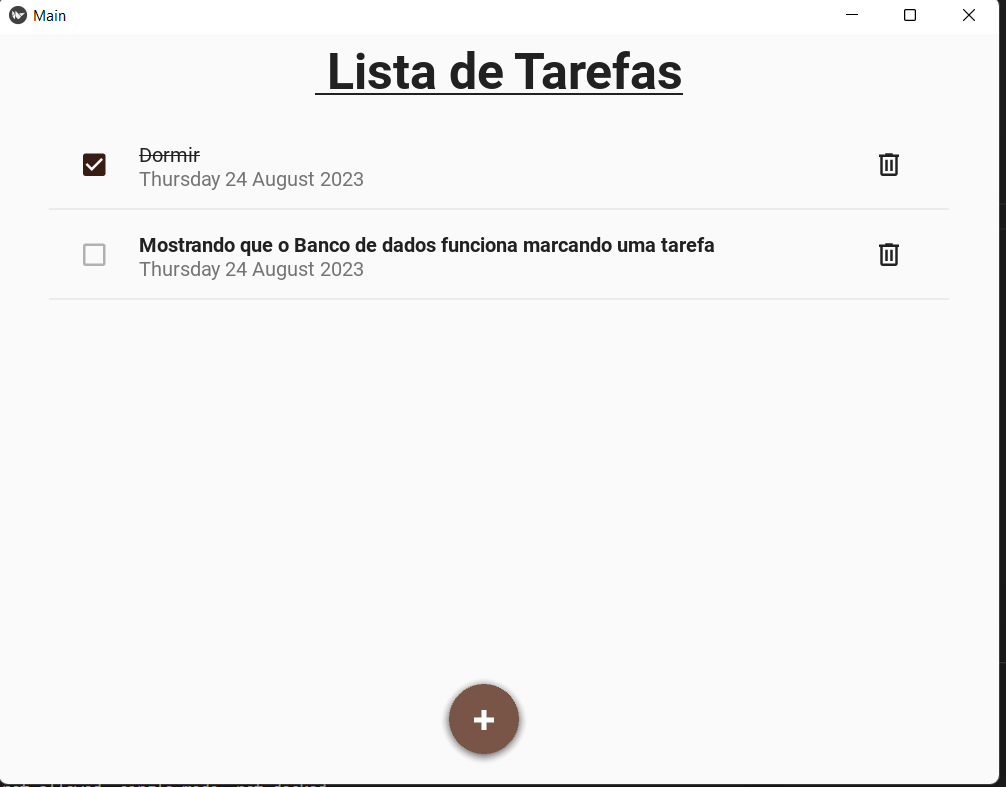 Main
Lista de Tarefas
Dormir
Thursday 24 August 2023
Mostrando que o Banco de dados funciona marcando uma tarefa
Thursday 24 August 2023
+